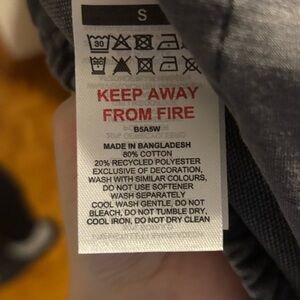 S
30
KEEP AWAY
FROM FIRE
B5A5W
MADE IN BANGLADESH
80% COTTON
20% RECYCLED POLYESTER
EXCLUSIVE OF DECORATION,
WASH WITH SIMILAR COLOURS,
DO NOT USE SOFTENER
WASH SEPARATELY
COOL WASH GENTLE, DO NOT
BLEACH, DO NOT TUMBLE DRY,
COOL IRON, DO NOT DRY CLEAN